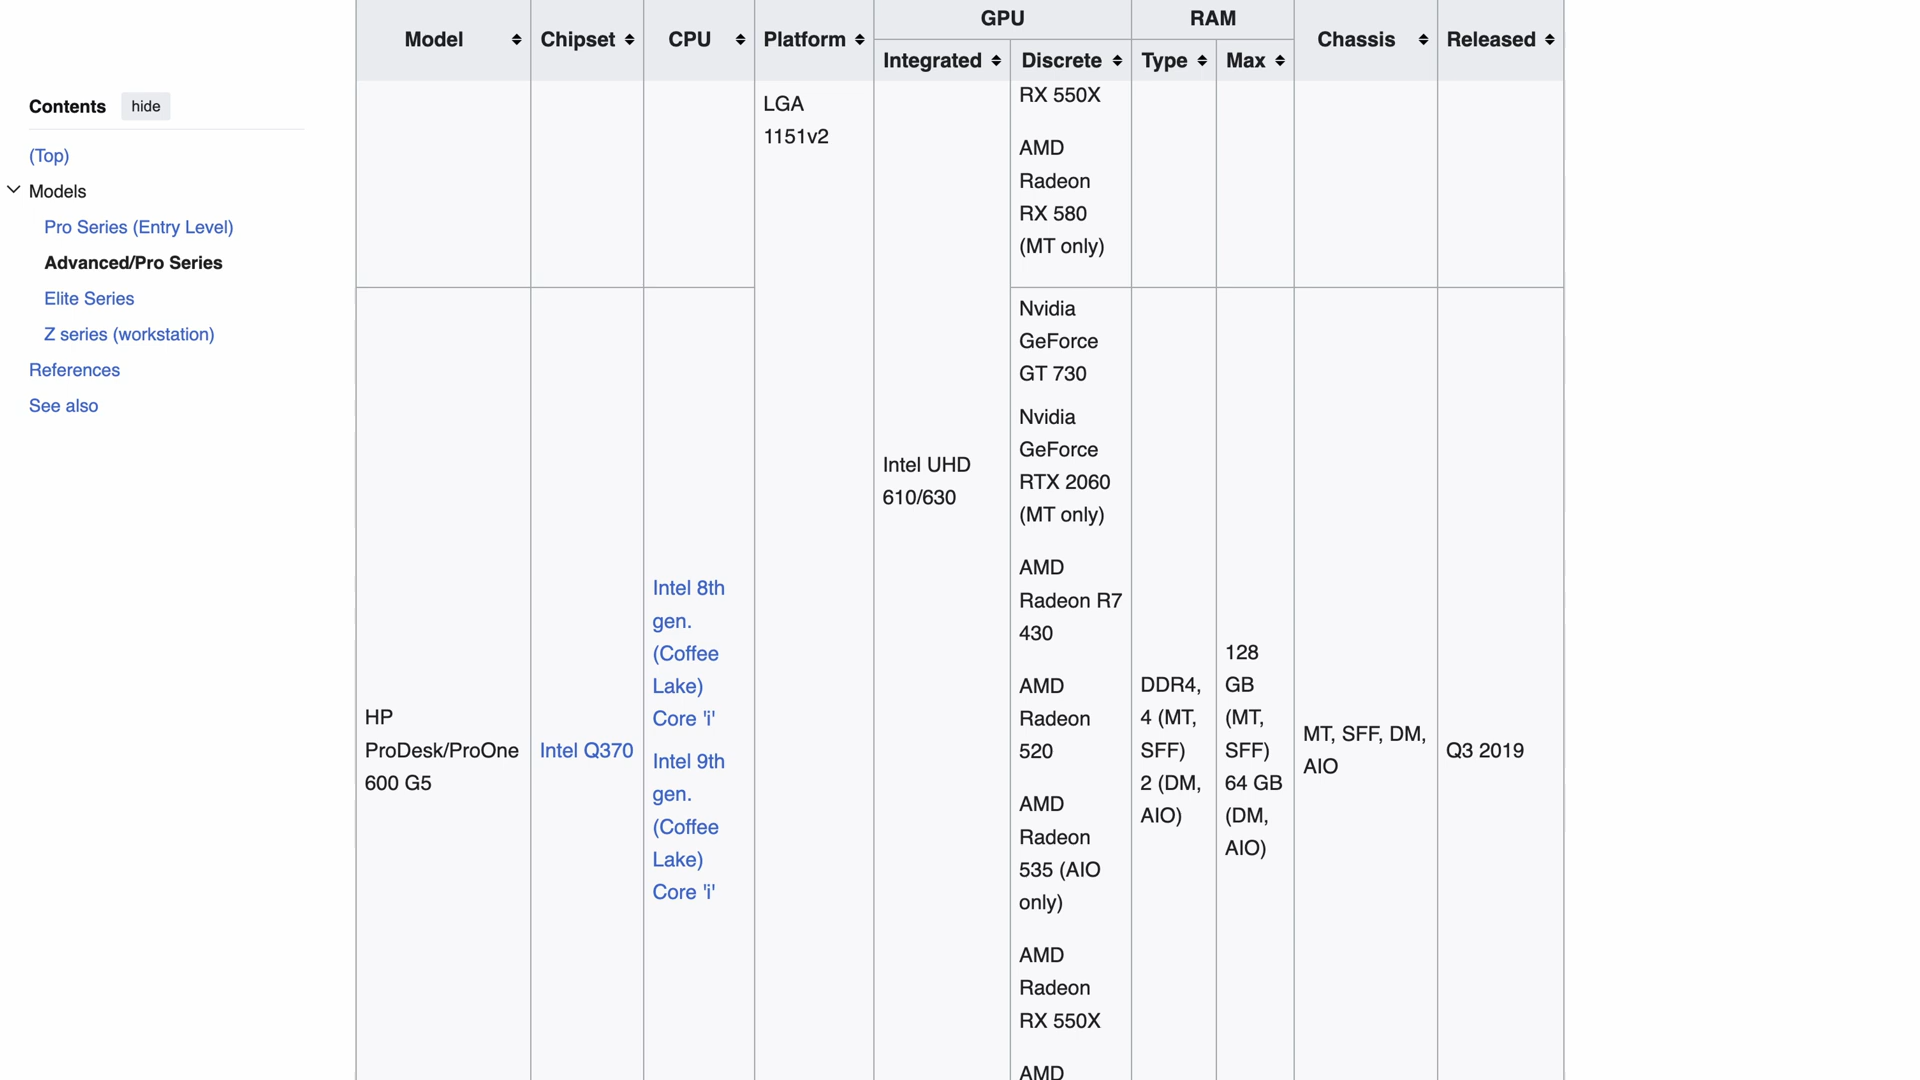 Model
Chipset
CPU
Platform
GPU
RAM
Chassis
Released
Integrated
Discrete
Type
Max
Contents
hide
(Top)
Models
Pro Series (Entry Level)
Advanced/Pro Series
Elite Series
Z series (workstation)
References
See also
LGA
1151v2
RX 550X
AMD
Radeon
RX 580
(MT only)
HP
ProDesk/ProOne
600 G5
Intel Q370
Intel 8th
gen.
(Coffee
Lake)
Core 'i'
Intel 9th
gen.
(Coffee
Lake)
Core 'i'
Intel UHD
610/630
Nvidia
GeForce
GT 730
Nvidia
GeForce
RTX 2060
(MT only)
AMD
Radeon R7
430
AMD
Radeon
520
AMD
Radeon
535 (AIO
only)
AMD
Radeon
RX 550X
AMD
DDR4,
4 (MT,
SFF)
2 (DM,
AIO)
128
GB
(MT,
SFF)
64 GB
(DM,
AIO)
MT, SFF, DM,
AIO
Q3 2019